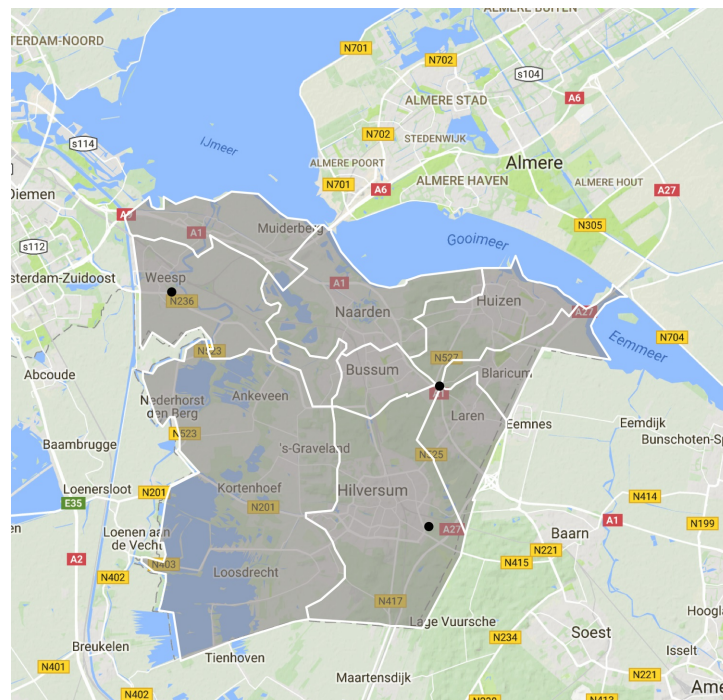 ALMERE BUITEN
TERDAM-NOORD
N701
N702
s104
A6
ALMERE STAD
IJmeer
s114
N702
STEDENWIJK
ALMERE POORT
Almere
Diemen
N701
A6
ALMERE HAVEN
ALMERE HOUT
A27
Muiderberg
N305
s112
A1
Gooimeer
sterdam-Zuidoost
Weesp
A1
N236
Naarden
Huizen
A27
Eemmeer
N704
N523
N527
Abcoude
Bussum
Blaricum
Ankeveen
A1
Nederhorst
den Berg
Laren
Eemnes
Eemdijk
Baambrugge
N523
's-Graveland
Bunschoten-Sp
N525
Loenersloot
N201
Kortenhoef
Hilversum
N414
E35
N201
A1
N199
Loenen aan
de Vecht
A27
Baarn
A2
N403
N221
N402
Loosdrecht
N415
N417
Hoogla
Lage Vuursche
N234
Soest
Breukelen
Tienhoven
Isselt
N401
Maartensdijk
N221
N402
Ame
N413